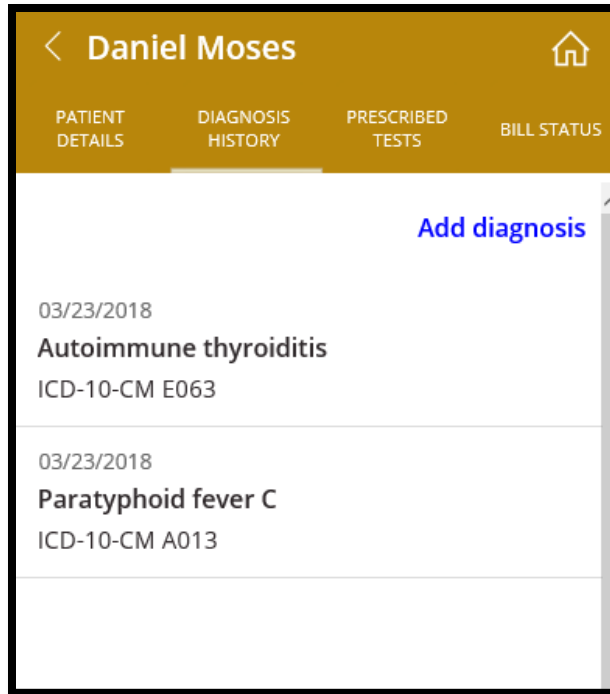 Daniel Moses
PATIENT DETAILS
DIAGNOSIS HISTORY
PRESCRIBED TESTS
BILL STATUS
Add diagnosis
03/23/2018
Autoimmune thyroiditis
ICD-10-CM E063
03/23/2018
Paratyphoid fever C
ICD-10-CM A013